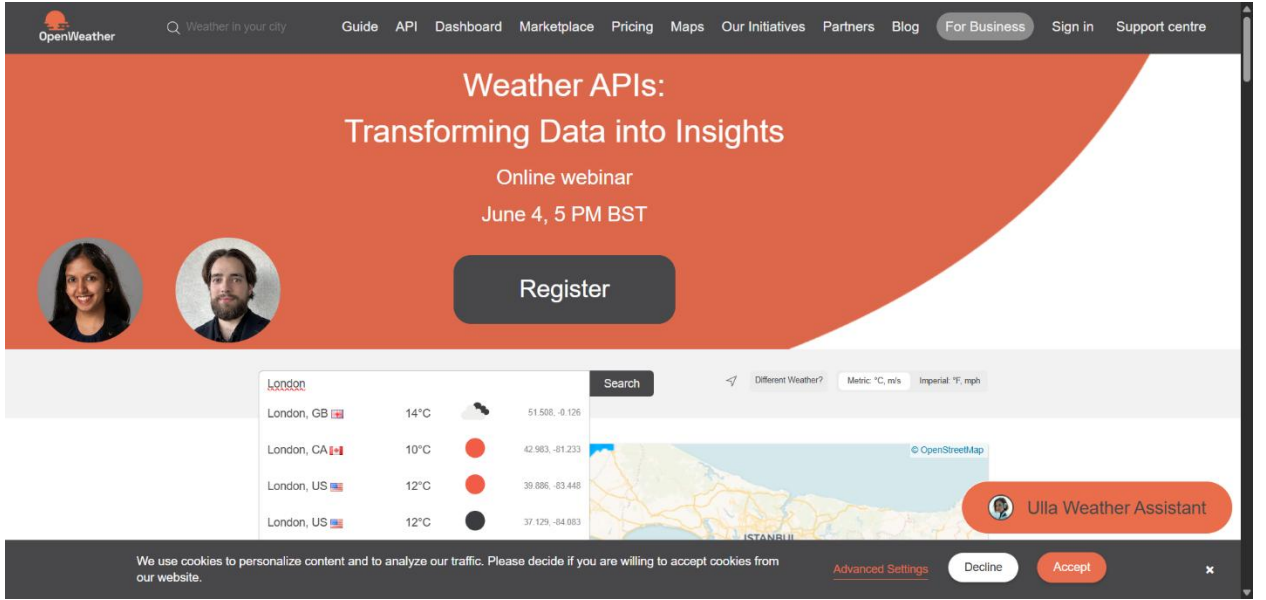 OpenWeather
Weather in your city
Guide API Dashboard Marketplace Pricing Maps Our Initiatives Partners Blog For Business Sign in Support centre
Weather APIs:
Transforming Data into Insights
Online webinar
June 4, 5 PM BST
Register
London
Search
Different Weather?
Metric: °C, m/s
Imperial: °F, mph
London, GB 14°C 51.508, -0.126
London, CA 10°C 42.983, -81.233
London, US 12°C 39.886, -83.448
London, US 12°C 37.129, -84.083
© OpenStreetMap
ISTANBUL
Ulla Weather Assistant
We use cookies to personalize content and to analyze our traffic. Please decide if you are willing to accept cookies from
our website.
Advanced Settings
Decline
Accept
×